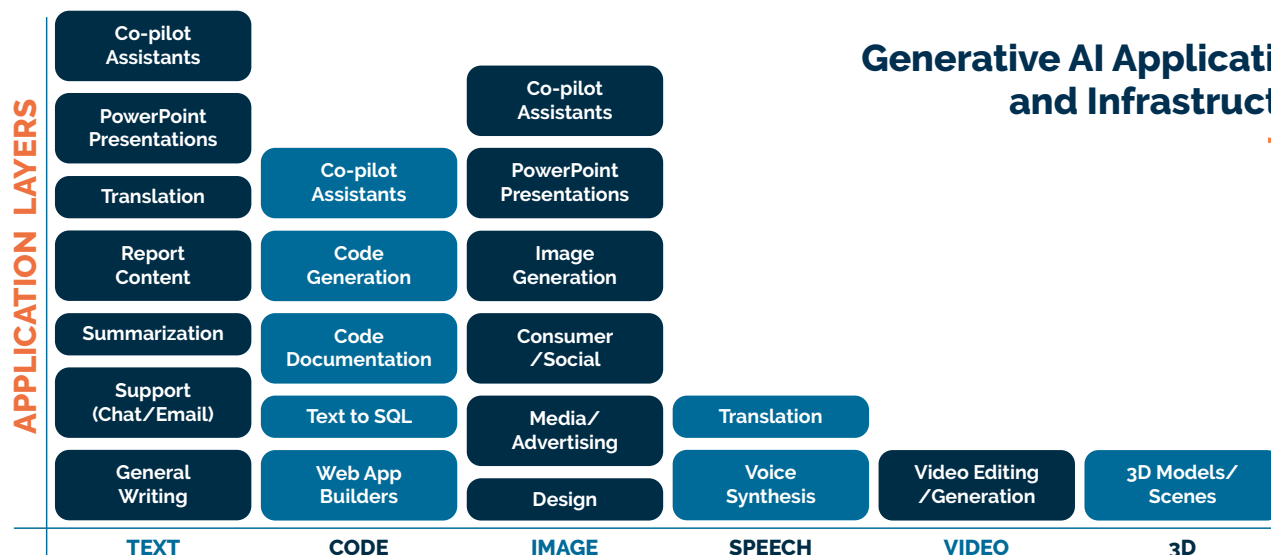 Generative AI Applicati
and Infrastruct
APPLICATION LAYERS
Co-pilot
Assistants
PowerPoint
Presentations
Translation
Report
Content
Summarization
Support
(Chat/Email)
General
Writing
TEXT
Co-pilot
Assistants
Code
Generation
Code
Documentation
Text to SQL
Web App
Builders
CODE
Co-pilot
Assistants
PowerPoint
Presentations
Image
Generation
Consumer
/Social
Media/
Advertising
Design
IMAGE
Translation
Voice
Synthesis
SPEECH
Video Editing
/Generation
VIDEO
3D Models/
Scenes
3D